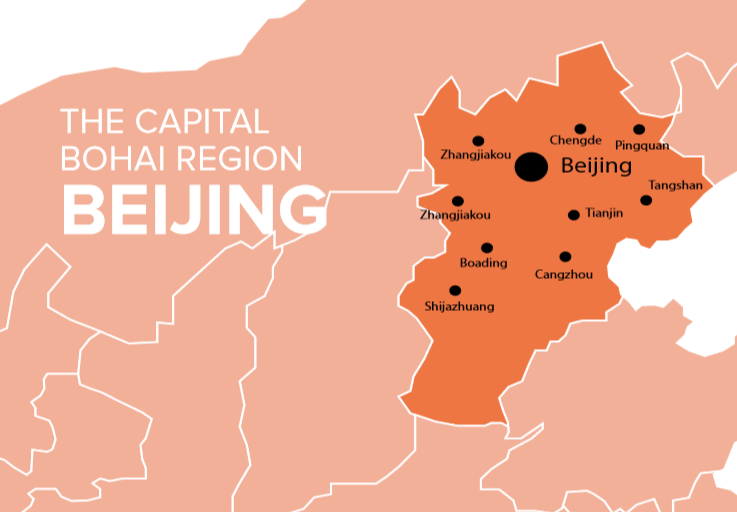 THE CAPITAL
BOHAI REGION
BEIJING
Chengde
Pingquan
Zhangjiakou
Beijing
Tangshan
Zhangjiakou
Tianjin
Boading
Cangzhou
Shijazhuang